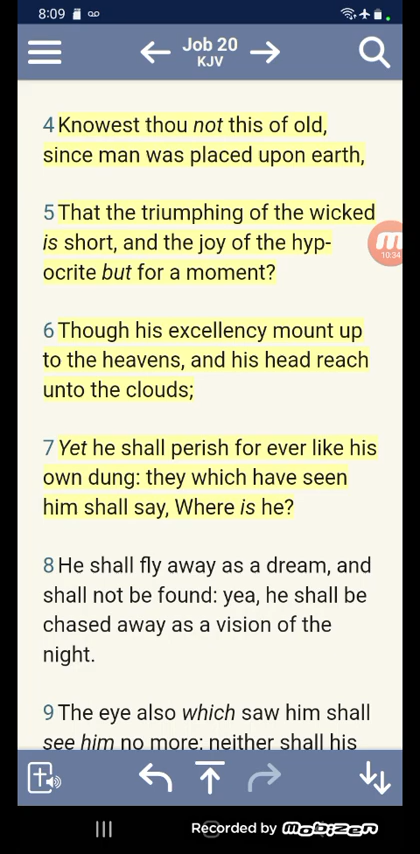 8:09
Job 20
KJV
4 Knowest thou not this of old,
since man was placed upon earth,
5 That the triumphing of the wicked
is short, and the joy of the hyp-
ocrite but for a moment?
6 Though his excellency mount up
to the heavens, and his head reach
unto the clouds;
7 Yet he shall perish for ever like his
own dung: they which have seen
him shall say, Where is he?
8 He shall fly away as a dream, and
shall not be found: yea, he shall be
chased away as a vision of the
night.
9 The eye also which saw him shall
see him no more; neither shall his
m
10:34
Recorded by mobizen